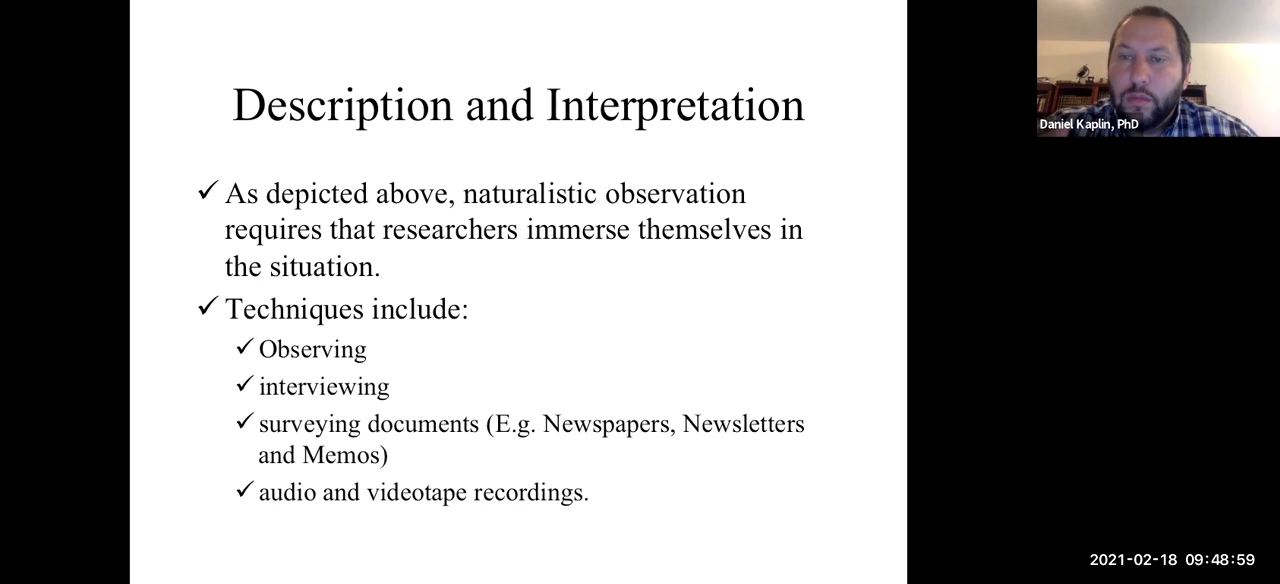 Description and Interpretation
✓ As depicted above, naturalistic observation
requires that researchers immerse themselves in
the situation.
✓ Techniques include:
✓ Observing
✓ interviewing
✓ surveying documents (E.g. Newspapers, Newsletters
and Memos)
✓ audio and videotape recordings.
Daniel Kaplin, PhD
2021-02-18 09:48:59